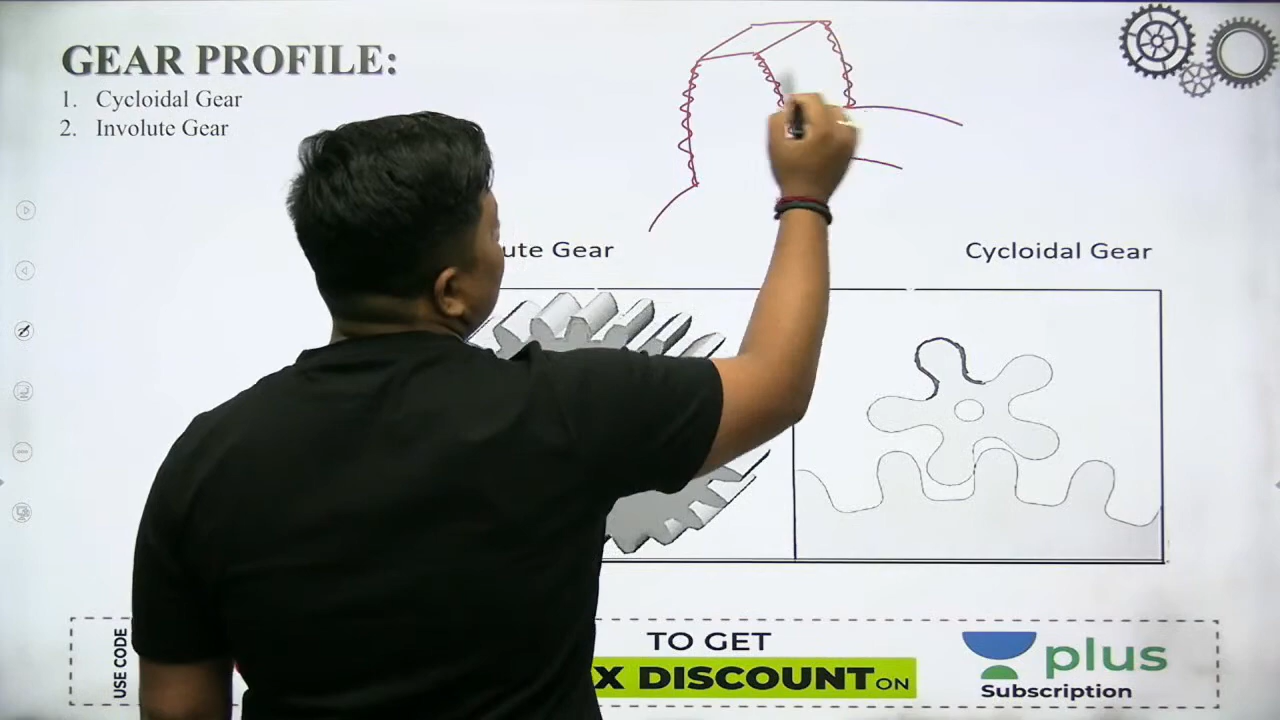 GEAR PROFILE:
1. Cycloidal Gear
2. Involute Gear
ute Gear
Cycloidal Gear
USE CODE
TO GET
X DISCOUNT ON
plus
Subscription